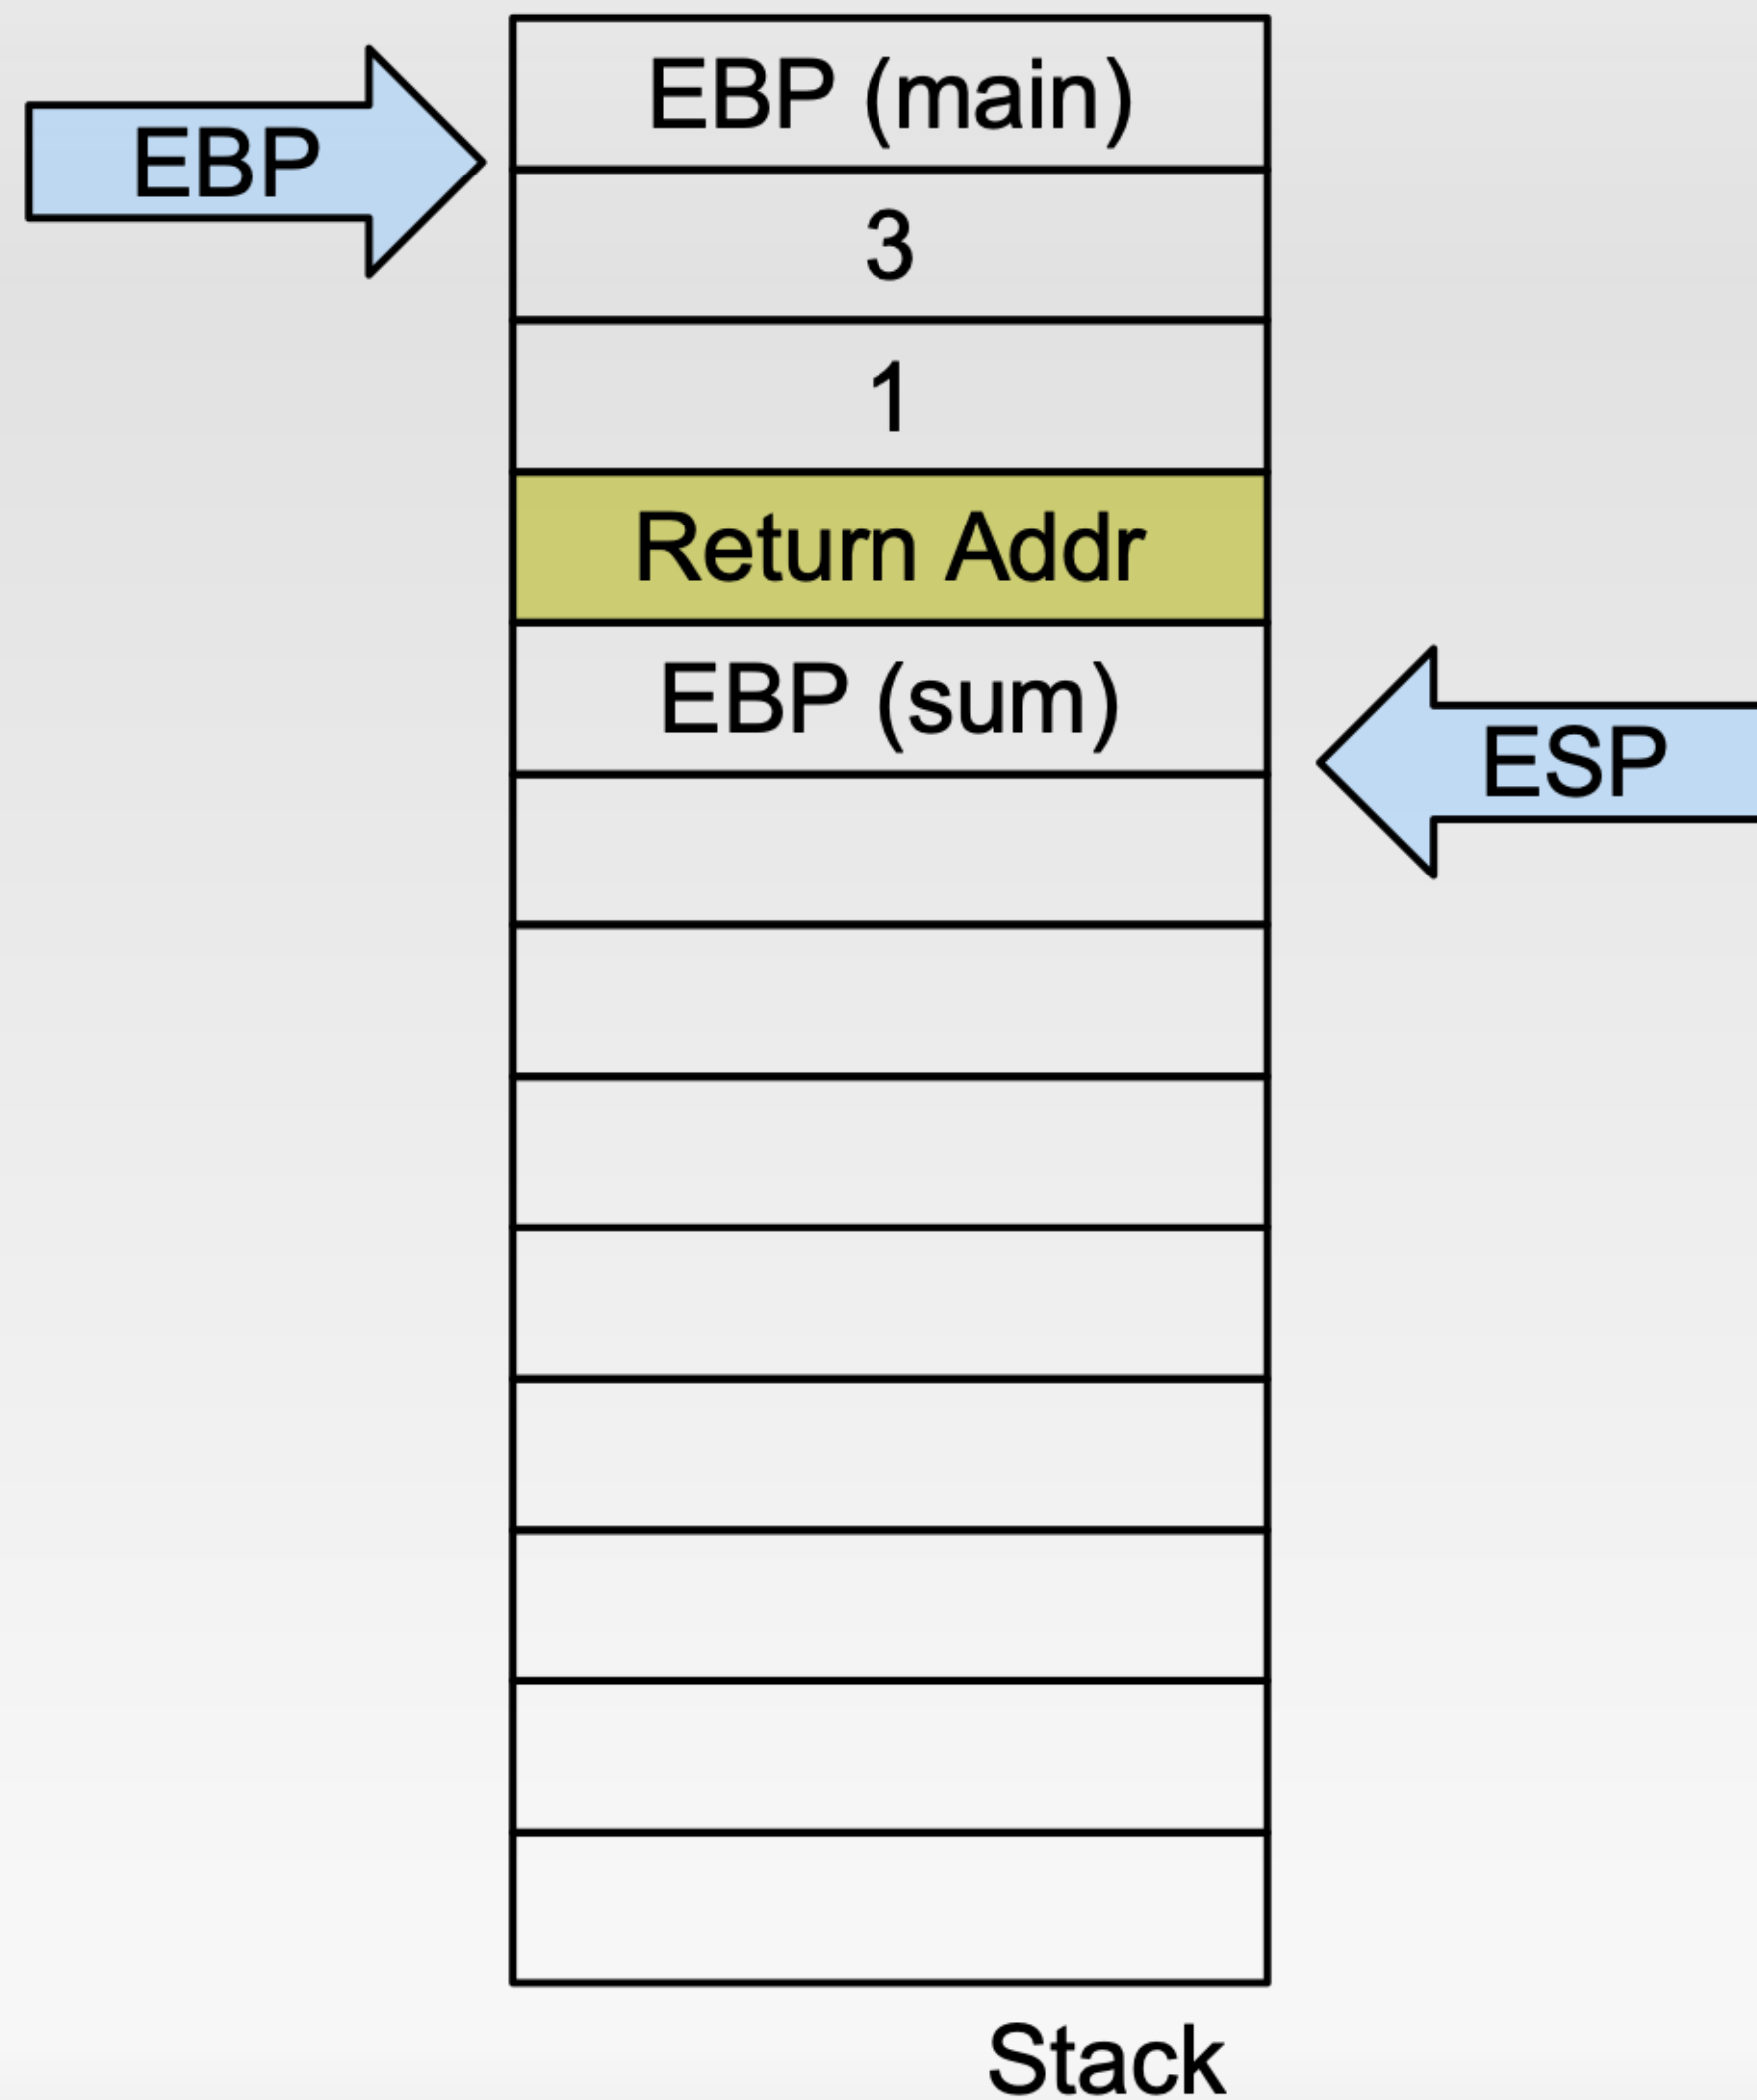 EBP (main)
EBP
3
1
Return Addr
EBP (sum)
ESP
Stack